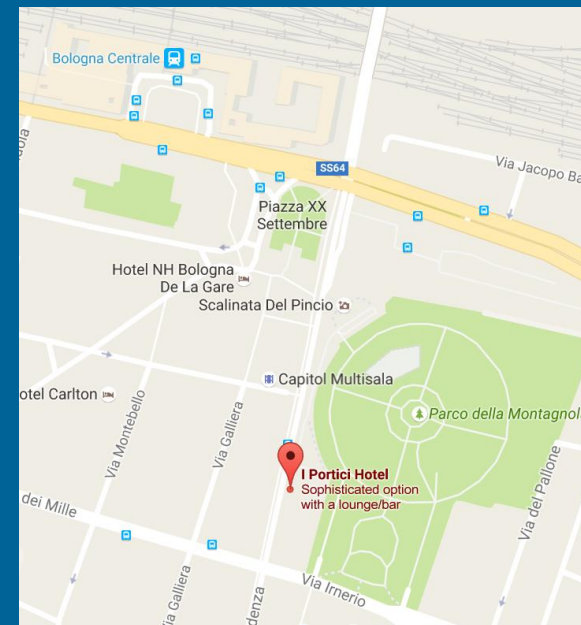 Bologna Centrale
SS64
Via Jacopo Ba
Piazza XX
Settembre
Hotel NH Bologna
De La Gare
Scalinata Del Pincio
Capitol Multisala
otel Carlton
Parco della Montagnol
Via Montebello
Via Galliera
I Portici Hotel
Sophisticated option
with a lounge/bar
Via del Pallone
dei Mille
Via Irnerio
ia Galliera
denza